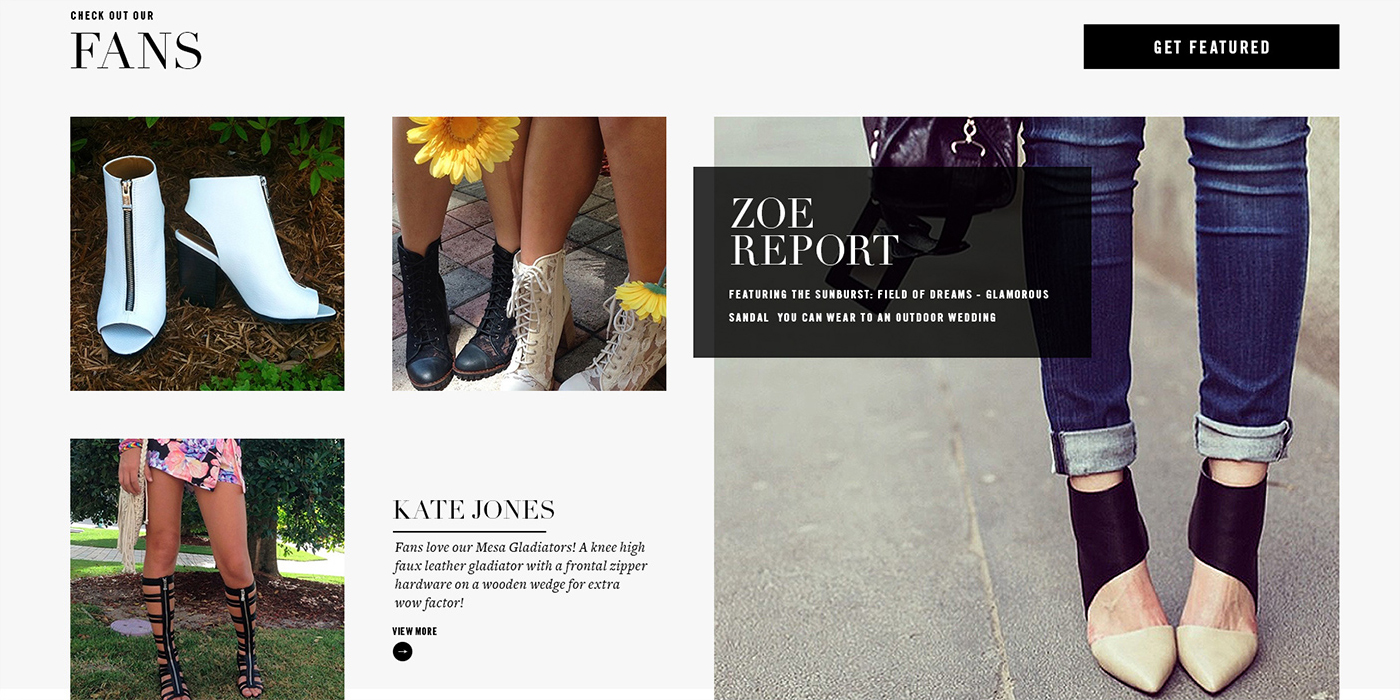 CHECK OUT OUR
FANS
GET FEATURED
ZOE
REPORT
FEATURING THE SUNBURST: FIELD OF DREAMS - GLAMOROUS
SANDAL YOU CAN WEAR TO AN OUTDOOR WEDDING
KATE JONES
Fans love our Mesa Gladiators! A knee high
faux leather gladiator with a frontal zipper
hardware on a wooden wedge for extra
wow factor!
VIEW MORE